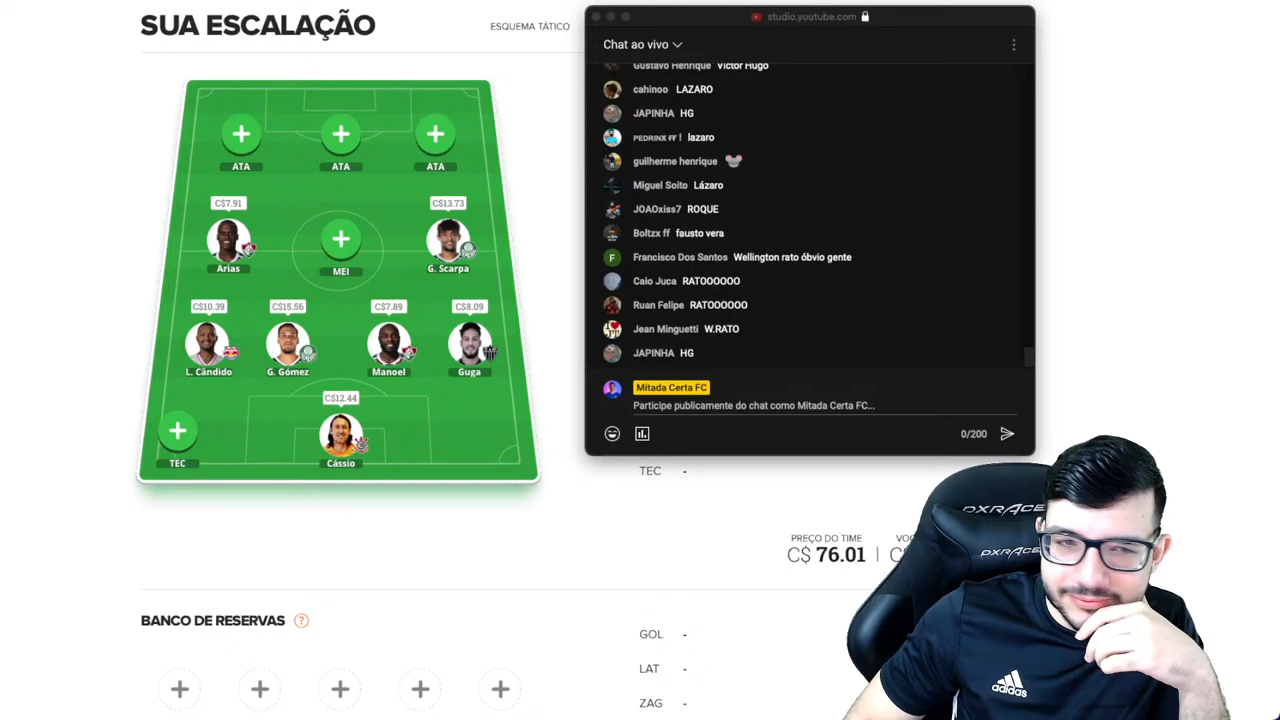 SUA ESCALAÇÃO
ESQUEMA TÁTICO
ATA
ATA
ATA
C$7.91
C$13.73
Arias
MEI
G. Scarpa
C$10.39
C$15.56
C$7.89
C$8.09
L. Cândido
G. Gómez
Manoel
Guga
C$12.44
TEC
Cássio
studio.youtube.com
Chat ao vivo
Gustavo Henrique Victor Hugo
cahinoo LAZARO
JAPINHA HG
PEDRINX FF ! lazaro
guilherme henrique
Miguel Soito Lázaro
JOAOxiss7 ROQUE
Boltzx ff fausto vera
F Francisco Dos Santos Wellington rato óbvio gente
Caio Juca RATOOOOOO
Ruan Felipe RATOOOOOO
Jean Minguetti W.RATO
JAPINHA HG
Mitada Certa FC
Participe publicamente do chat como Mitada Certa FC...
0/200
TEC -
PREÇO DO TIME
C$ 76.01
BANCO DE RESERVAS ?
GOL -
LAT -
ZAG -
DXRACE
DXRACE
adidas